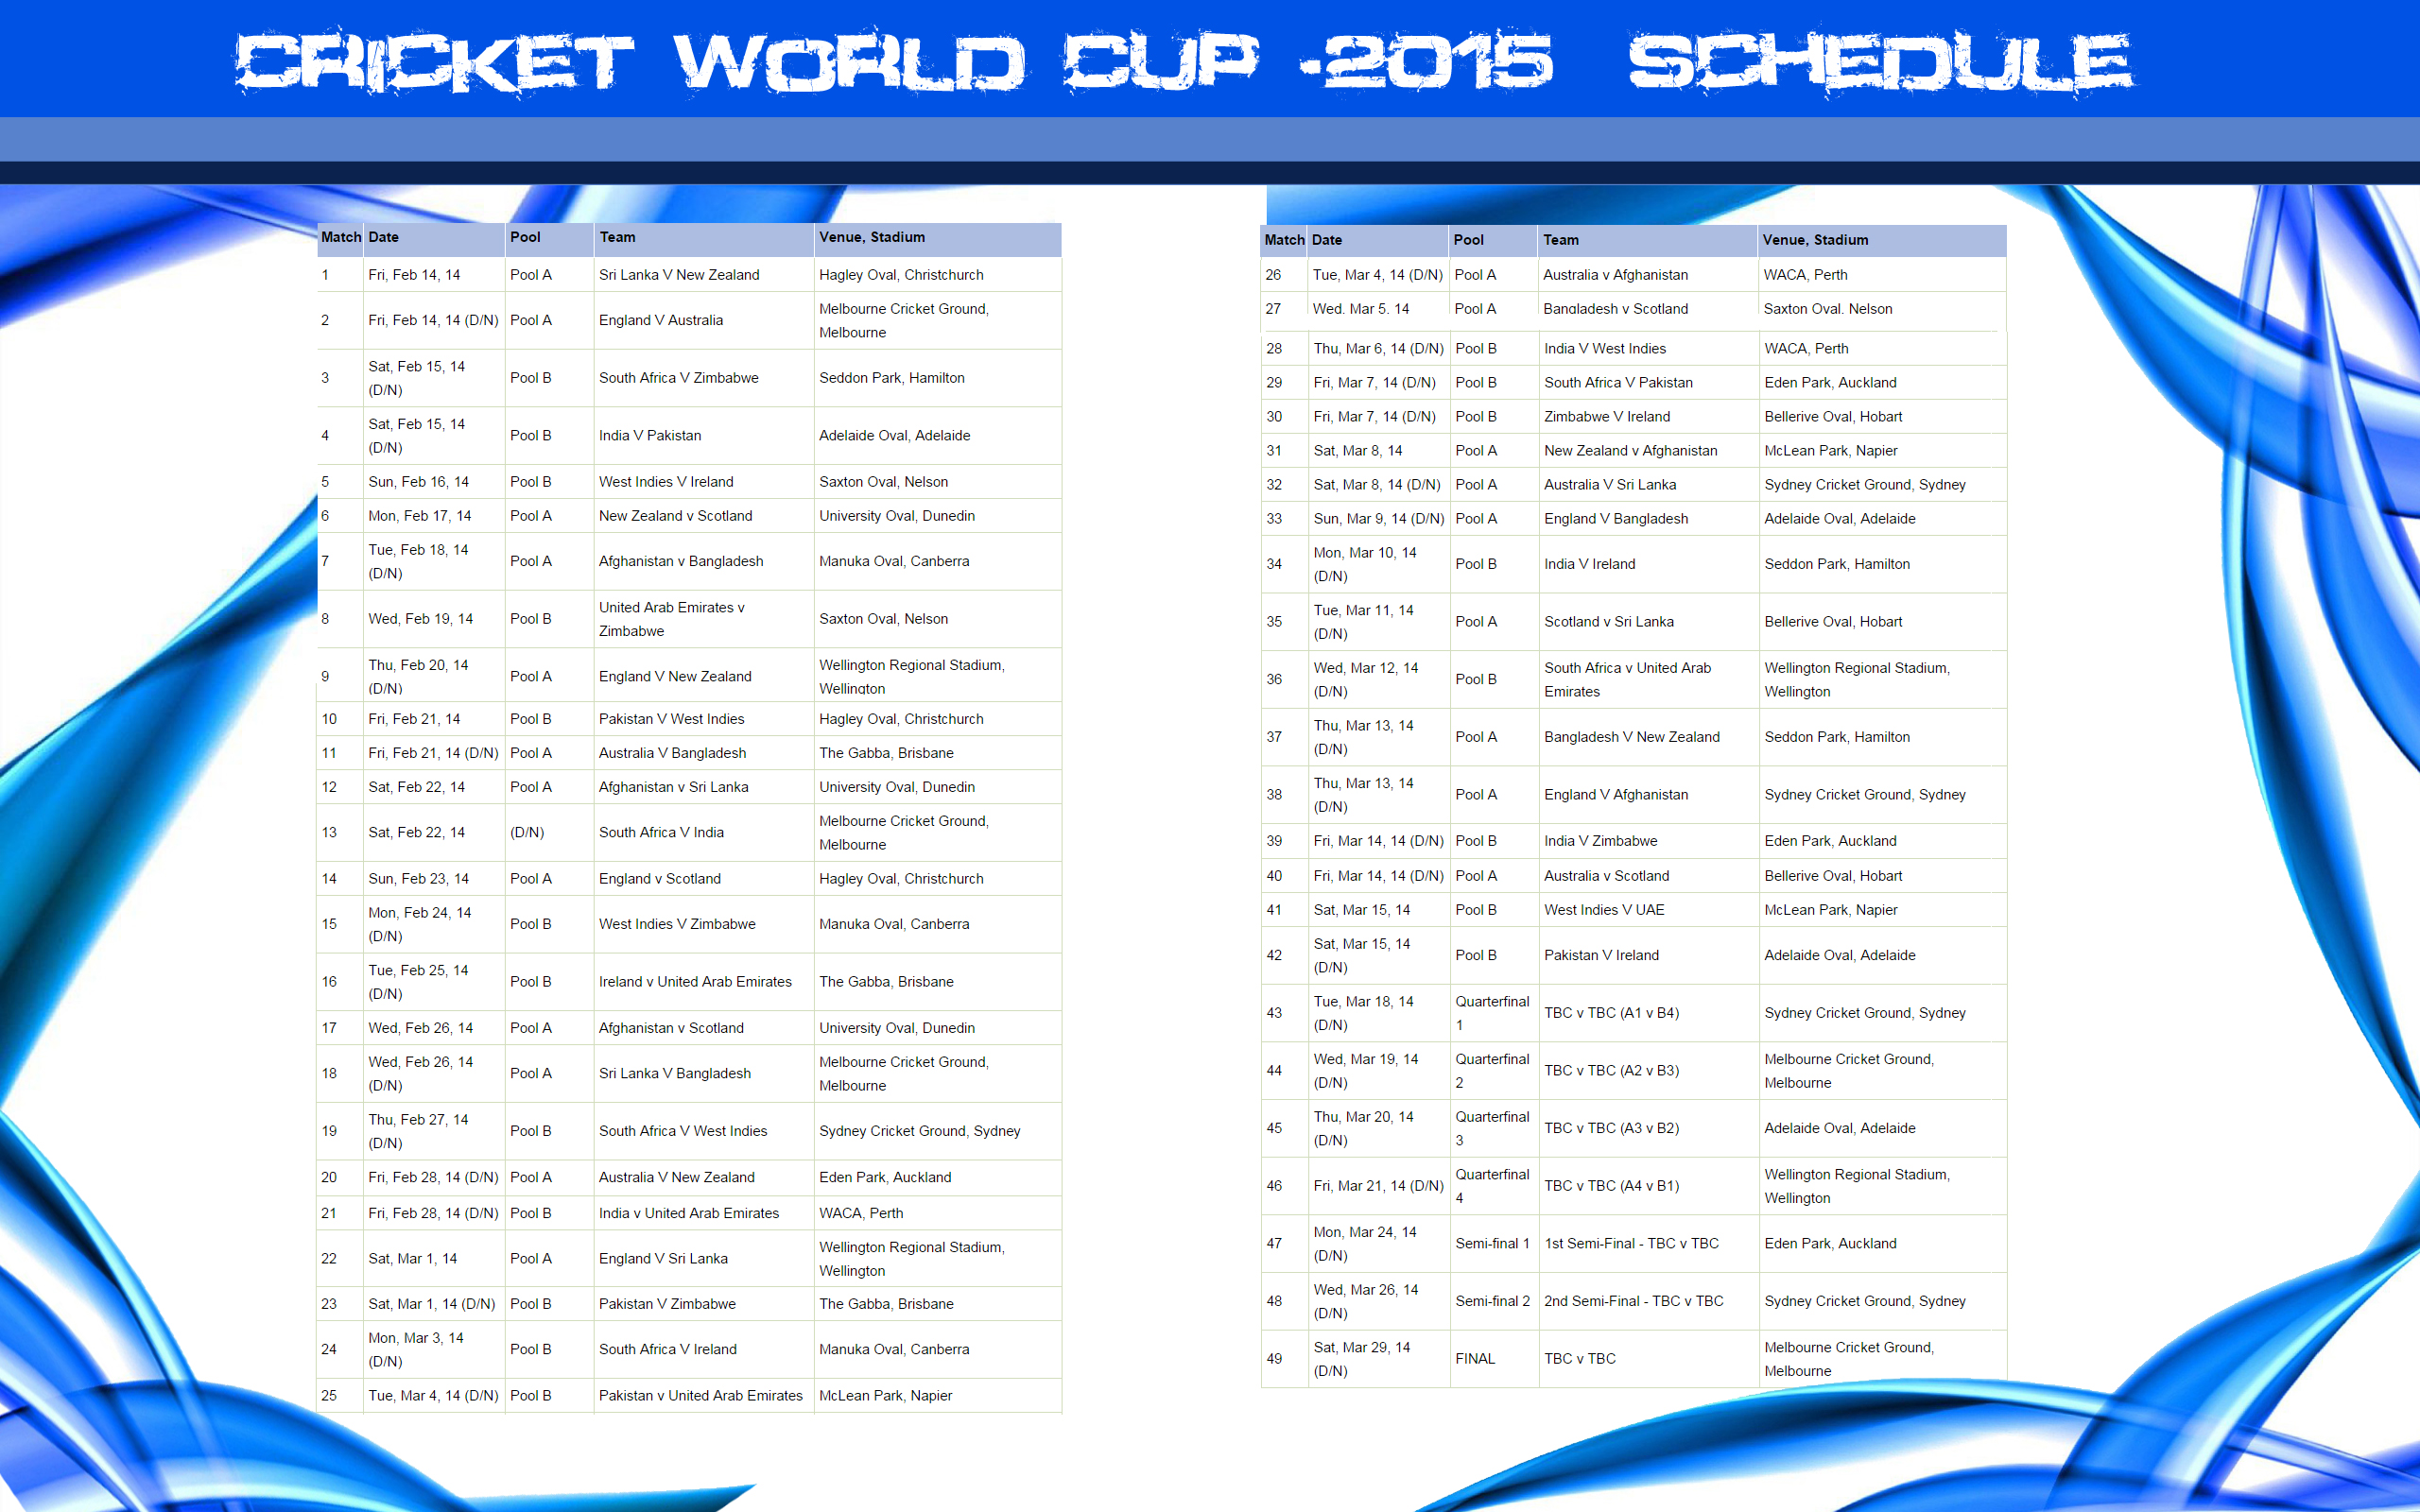 CRICKET WORLD CUP -2015 SCHEDULE
Match Date Pool Team Venue, Stadium
1 Fri, Feb 14, 14 Pool A Sri Lanka V New Zealand Hagley Oval, Christchurch
2 Fri, Feb 14, 14 (D/N) Pool A England V Australia Melbourne Cricket Ground,
Melbourne
3 Sat, Feb 15, 14
(D/N) Pool B South Africa V Zimbabwe Seddon Park, Hamilton
4 Sat, Feb 15, 14
(D/N) Pool B India V Pakistan Adelaide Oval, Adelaide
5 Sun, Feb 16, 14 Pool B West Indies V Ireland Saxton Oval, Nelson
6 Mon, Feb 17, 14 Pool A New Zealand v Scotland University Oval, Dunedin
7 Tue, Feb 18, 14
(D/N) Pool A Afghanistan v Bangladesh Manuka Oval, Canberra
8 Wed, Feb 19, 14 Pool B United Arab Emirates v
Zimbabwe Saxton Oval, Nelson
9 Thu, Feb 20, 14
(D/N) Pool A England V New Zealand Wellington Regional Stadium,
Wellington
10 Fri, Feb 21, 14 Pool B Pakistan V West Indies Hagley Oval, Christchurch
11 Fri, Feb 21, 14 (D/N) Pool A Australia V Bangladesh The Gabba, Brisbane
12 Sat, Feb 22, 14 Pool A Afghanistan v Sri Lanka University Oval, Dunedin
13 Sat, Feb 22, 14 (D/N) South Africa V India Melbourne Cricket Ground,
Melbourne
14 Sun, Feb 23, 14 Pool A England v Scotland Hagley Oval, Christchurch
15 Mon, Feb 24, 14
(D/N) Pool B West Indies V Zimbabwe Manuka Oval, Canberra
16 Tue, Feb 25, 14
(D/N) Pool B Ireland v United Arab Emirates The Gabba, Brisbane
17 Wed, Feb 26, 14 Pool A Afghanistan v Scotland University Oval, Dunedin
18 Wed, Feb 26, 14
(D/N) Pool A Sri Lanka V Bangladesh Melbourne Cricket Ground,
Melbourne
19 Thu, Feb 27, 14
(D/N) Pool B South Africa V West Indies Sydney Cricket Ground, Sydney
20 Fri, Feb 28, 14 (D/N) Pool A Australia V New Zealand Eden Park, Auckland
21 Fri, Feb 28, 14 (D/N) Pool B India v United Arab Emirates WACA, Perth
22 Sat, Mar 1, 14 Pool A England V Sri Lanka Wellington Regional Stadium,
Wellington
23 Sat, Mar 1, 14 (D/N) Pool B Pakistan V Zimbabwe The Gabba, Brisbane
24 Mon, Mar 3, 14
(D/N) Pool B South Africa V Ireland Manuka Oval, Canberra
25 Tue, Mar 4, 14 (D/N) Pool B Pakistan v United Arab Emirates McLean Park, Napier
Match Date Pool Team Venue, Stadium
26 Tue, Mar 4, 14 (D/N) Pool A Australia v Afghanistan WACA, Perth
27 Wed. Mar 5. 14 Pool A Bangladesh v Scotland Saxton Oval. Nelson
28 Thu, Mar 6, 14 (D/N) Pool B India V West Indies WACA, Perth
29 Fri, Mar 7, 14 (D/N) Pool B South Africa V Pakistan Eden Park, Auckland
30 Fri, Mar 7, 14 (D/N) Pool B Zimbabwe V Ireland Bellerive Oval, Hobart
31 Sat, Mar 8, 14 Pool A New Zealand v Afghanistan McLean Park, Napier
32 Sat, Mar 8, 14 (D/N) Pool A Australia V Sri Lanka Sydney Cricket Ground, Sydney
33 Sun, Mar 9, 14 (D/N) Pool A England V Bangladesh Adelaide Oval, Adelaide
34 Mon, Mar 10, 14
(D/N) Pool B India V Ireland Seddon Park, Hamilton
35 Tue, Mar 11, 14
(D/N) Pool A Scotland v Sri Lanka Bellerive Oval, Hobart
36 Wed, Mar 12, 14
(D/N) Pool B South Africa v United Arab
Emirates Wellington Regional Stadium,
Wellington
37 Thu, Mar 13, 14
(D/N) Pool A Bangladesh V New Zealand Seddon Park, Hamilton
38 Thu, Mar 13, 14
(D/N) Pool A England V Afghanistan Sydney Cricket Ground, Sydney
39 Fri, Mar 14, 14 (D/N) Pool B India V Zimbabwe Eden Park, Auckland
40 Fri, Mar 14, 14 (D/N) Pool A Australia v Scotland Bellerive Oval, Hobart
41 Sat, Mar 15, 14 Pool B West Indies V UAE McLean Park, Napier
42 Sat, Mar 15, 14
(D/N) Pool B Pakistan V Ireland Adelaide Oval, Adelaide
43 Tue, Mar 18, 14
(D/N) Quarterfinal
1 TBC v TBC (A1 v B4) Sydney Cricket Ground, Sydney
44 Wed, Mar 19, 14
(D/N) Quarterfinal
2 TBC v TBC (A2 v B3) Melbourne Cricket Ground,
Melbourne
45 Thu, Mar 20, 14
(D/N) Quarterfinal
3 TBC v TBC (A3 v B2) Adelaide Oval, Adelaide
46 Fri, Mar 21, 14 (D/N) Quarterfinal
4 TBC v TBC (A4 v B1) Wellington Regional Stadium,
Wellington
47 Mon, Mar 24, 14
(D/N) Semi-final 1 1st Semi-Final - TBC v TBC Eden Park, Auckland
48 Wed, Mar 26, 14
(D/N) Semi-final 2 2nd Semi-Final - TBC v TBC Sydney Cricket Ground, Sydney
49 Sat, Mar 29, 14
(D/N) FINAL TBC v TBC Melbourne Cricket Ground,
Melbourne